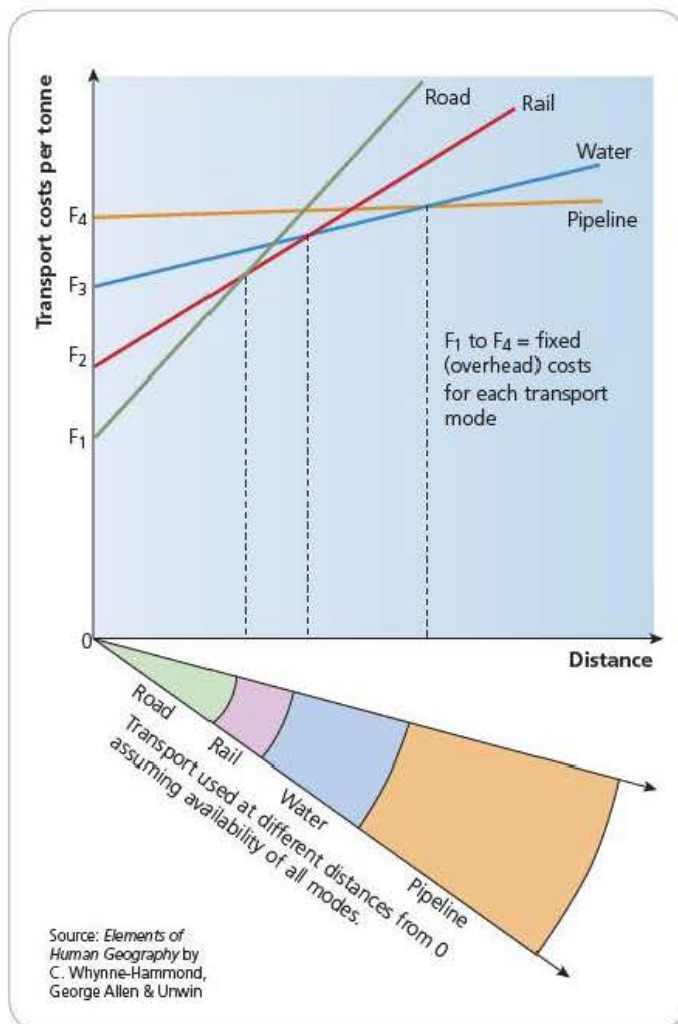 Transport costs per tonne
Road
Rail
Water
Pipeline
F4
F3
F2
F1
F1 to F4 = fixed
(overhead) costs
for each transport
mode
0
Distance
Road
Rail
Water
Pipeline
Transport used at different distances from 0
assuming availability of all modes.
Source: Elements of
Human Geography by
C. Whynne-Hammond,
George Allen & Unwin